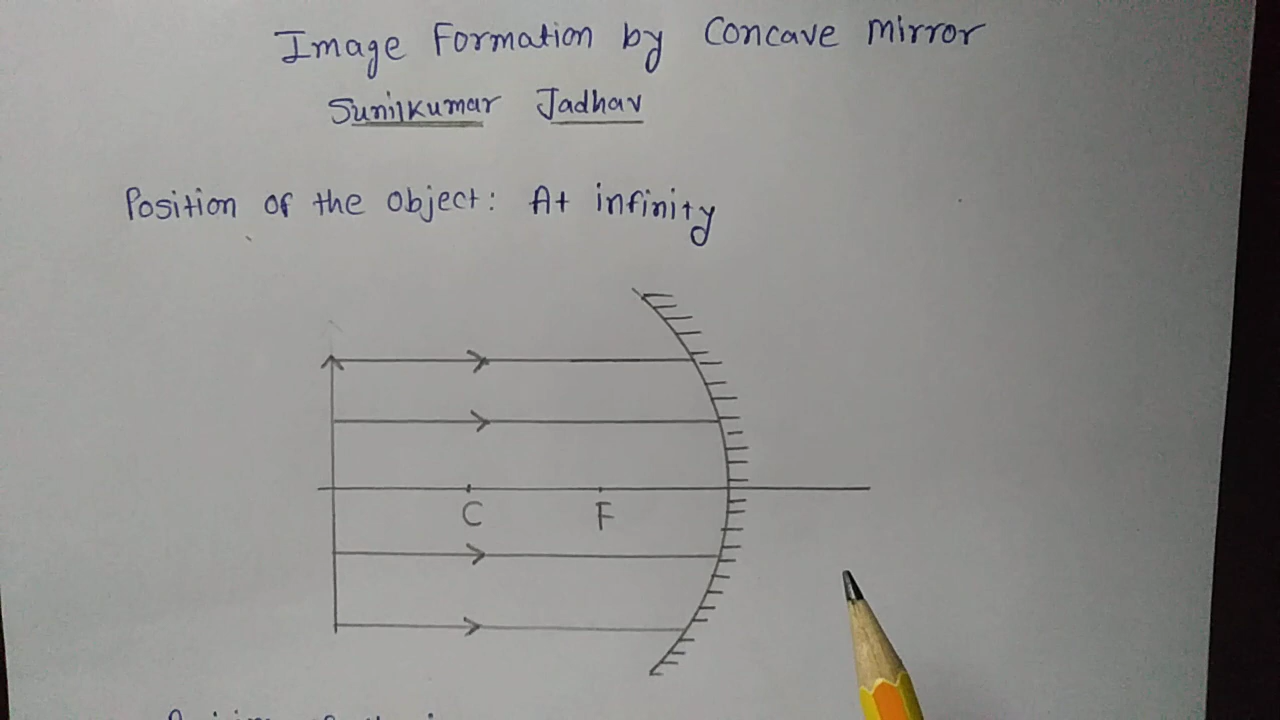 Image Formation by Concave Mirror
Sunilkumar Jadhav
Position of the object: At infinity
C F